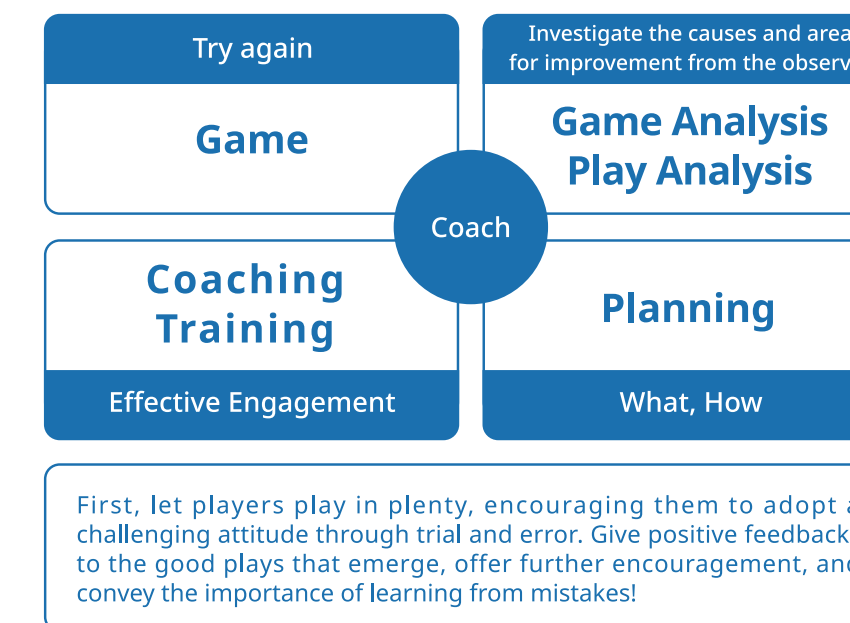 Try again
Game
Investigate the causes and area
for improvement from the observ
Game Analysis
Play Analysis
Coach
Coaching
Training
Effective Engagement
Planning
What, How
First, let players play in plenty, encouraging them to adopt a
challenging attitude through trial and error. Give positive feedback
to the good plays that emerge, offer further encouragement, and
convey the importance of learning from mistakes!